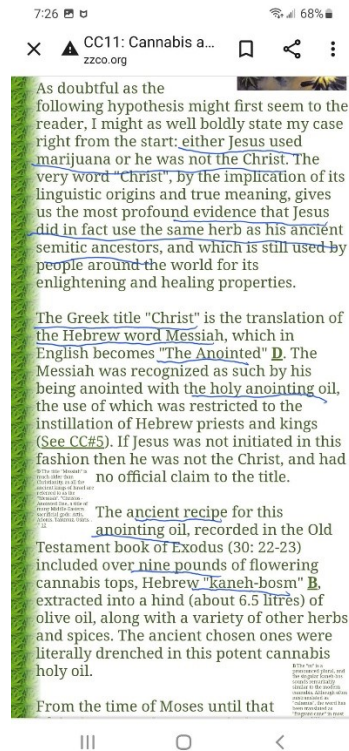 7:26
68%
CC11: Cannabis a...
zzco.org
As doubtful as the
following hypothesis might first seem to the
reader, I might as well boldly state my case
right from the start: either Jesus used
marijuana or he was not the Christ. The
very word "Christ", by the implication of its
linguistic origins and true meaning, gives
us the most profound evidence that Jesus
did in fact use the same herb as his ancient
semitic ancestors, and which is still used by
people around the world for its
enlightening and healing properties.
The Greek title "Christ" is the translation of
the Hebrew word Messiah, which in
English becomes "The Anointed" D. The
Messiah was recognized as such by his
being anointed with the holy anointing oil,
the use of which was restricted to the
instillation of Hebrew priests and kings
(See CC#5). If Jesus was not initiated in this
fashion then he was not the Christ, and had
no official claim to the title.
The ancient recipe for this
anointing oil, recorded in the Old
Testament book of Exodus (30: 22-23)
included over nine pounds of flowering
cannabis tops, Hebrew "kaneh-bosm" B,
extracted into a hind (about 6.5 litres) of
olive oil, along with a variety of other herbs
and spices. The ancient chosen ones were
literally drenched in this potent cannabis
holy oil.
From the time of Moses until that